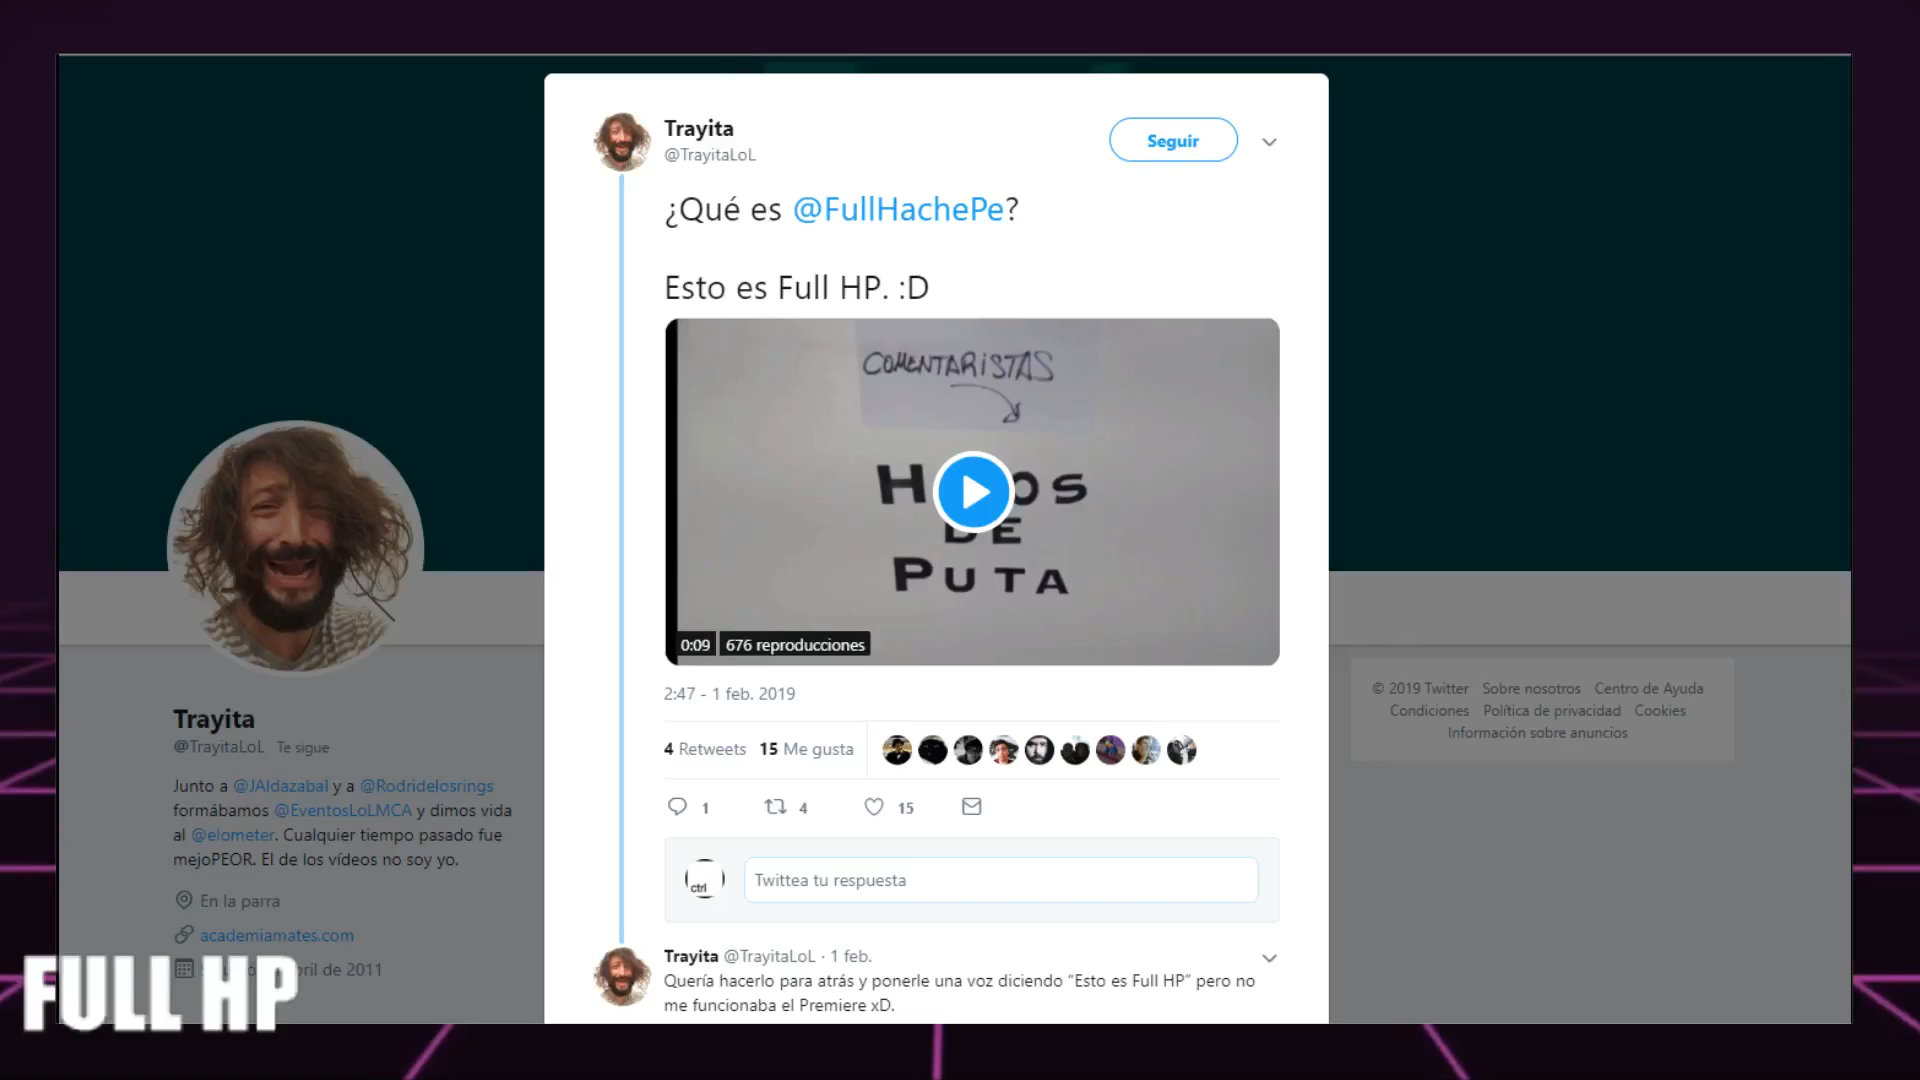 Trayita
@TrayitaLoL
Seguir
¿Qué es @FullHachePe?
Esto es Full HP. :D
COMENTARISTAS
DE
PUTA
0:09
676 reproducciones
2:47 - 1 feb. 2019
4 Retweets 15 Me gusta
1 4 15
ctrl
Twittea tu respuesta
Trayita @TrayitaLoL · 1 feb.
Quería hacerlo para atrás y ponerle una voz diciendo “Esto es Full HP” pero no
me funcionaba el Premiere xD.
Trayita
@TrayitaLoL Te sigue
Junto a @JAldazabal y a @Rodridelosrings
formábamos @EventosLoLMCA y dimos vida
al @elometer. Cualquier tiempo pasado fue
mejoPEOR. El de los vídeos no soy yo.
En la parra
academiamates.com
de 2011
© 2019 Twitter Sobre nosotros Centro de Ayuda
Condiciones Política de privacidad Cookies
Información sobre anuncios
FULL HP